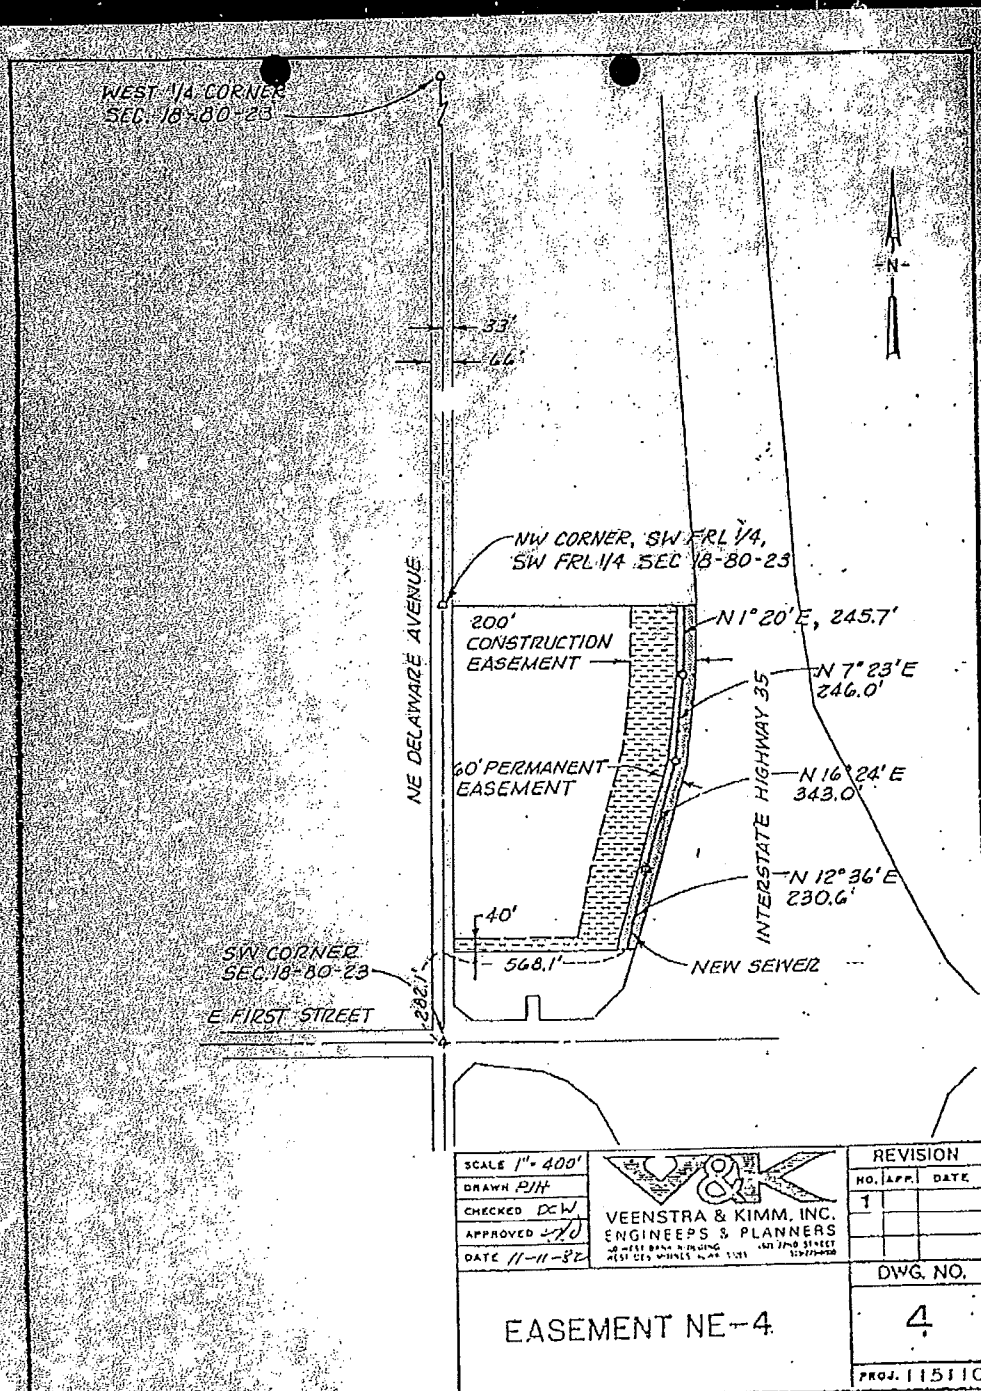 WEST 1/4 CORNER
SEC. 18-80-23
-N-
33'
66'
NW CORNER, SW FRL 1/4,
SW FRL 1/4 SEC 18-80-23
NE DELAWARE AVENUE
200'
CONSTRUCTION
EASEMENT
N 1° 20' E, 245.7'
N 7° 23' E
246.0'
INTERSTATE HIGHWAY 35
60' PERMANENT
EASEMENT
N 16° 24' E
343.0'
N 12° 36' E
230.6'
40'
SW CORNER
SEC. 18-80-23
568.1'
NEW SEWER
282.1'
E FIRST STREET
SCALE 1"=400'
DRAWN PJH
CHECKED DCW
APPROVED
DATE 11-11-82
V&K
VEENSTRA & KIMM, INC.
ENGINEERS & PLANNERS
REVISION
NO. APP. DATE
1
DWG. NO.
4
EASEMENT NE-4
PROJ. 11511C